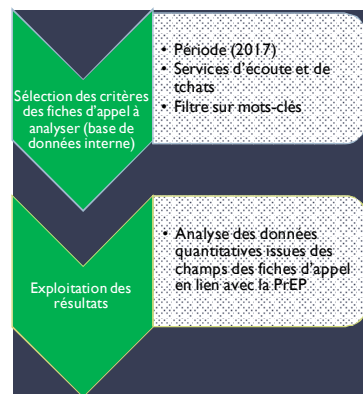 Sélection des critères
des fiches d'appel à
analyser (base de
données interne)
• Période (2017)
• Services d'écoute et de
tchats
• Filtre sur mots-clés
Exploitation des
résultats
• Analyse des données
quantitatives issues des
champs des fiches d'appel
en lien avec la PrEP